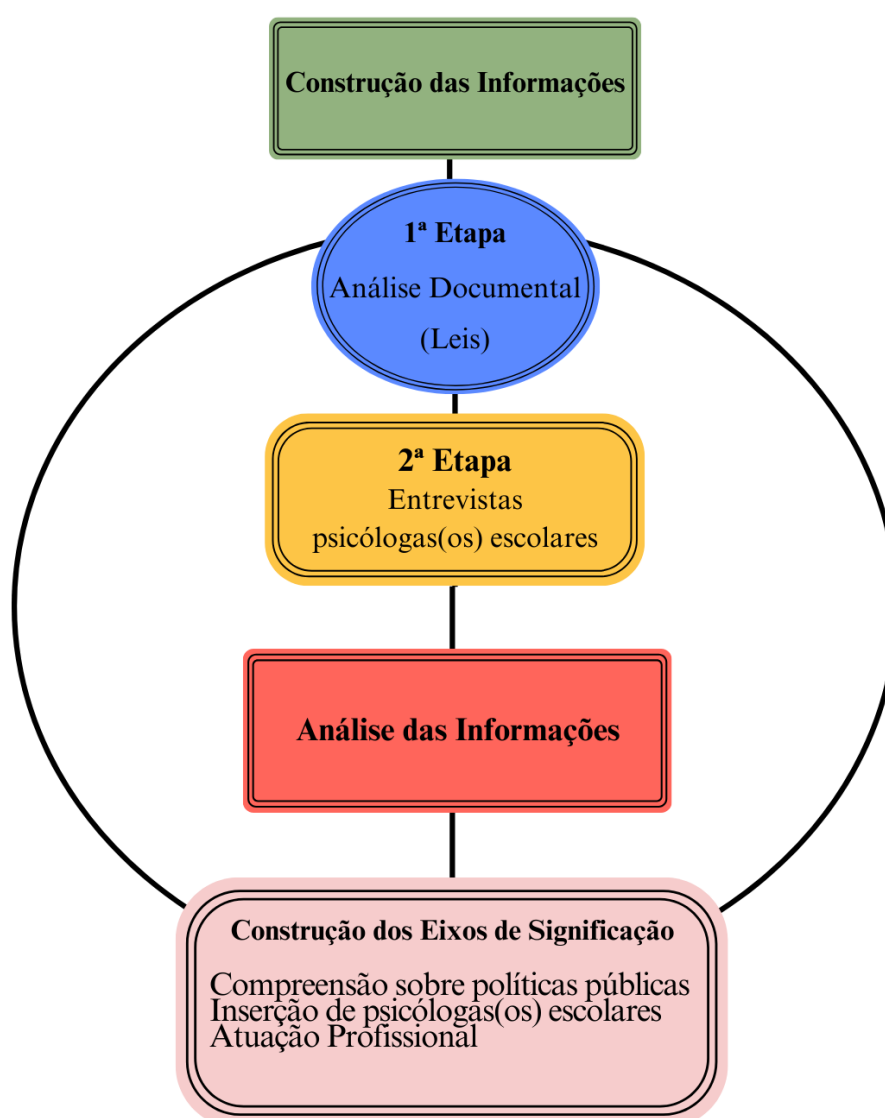 Construção das Informações
1ª Etapa
Análise Documental
(Leis)
2ª Etapa
Entrevistas
psicólogas(os) escolares
Análise das Informações
Construção dos Eixos de Significação
Compreensão sobre políticas públicas
Inserção de psicólogas(os) escolares
Atuação Profissional